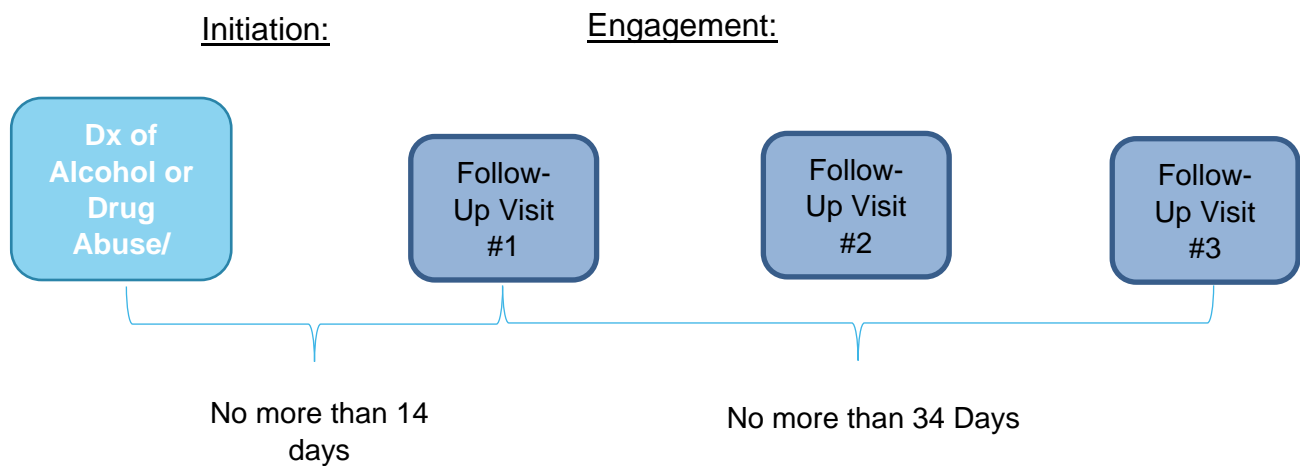 Initiation:
Engagement:
Dx of
Alcohol or
Drug
Abuse/
Follow-
Up Visit
#1
Follow-
Up Visit
#2
Follow-
Up Visit
#3
No more than 14
days
No more than 34 Days